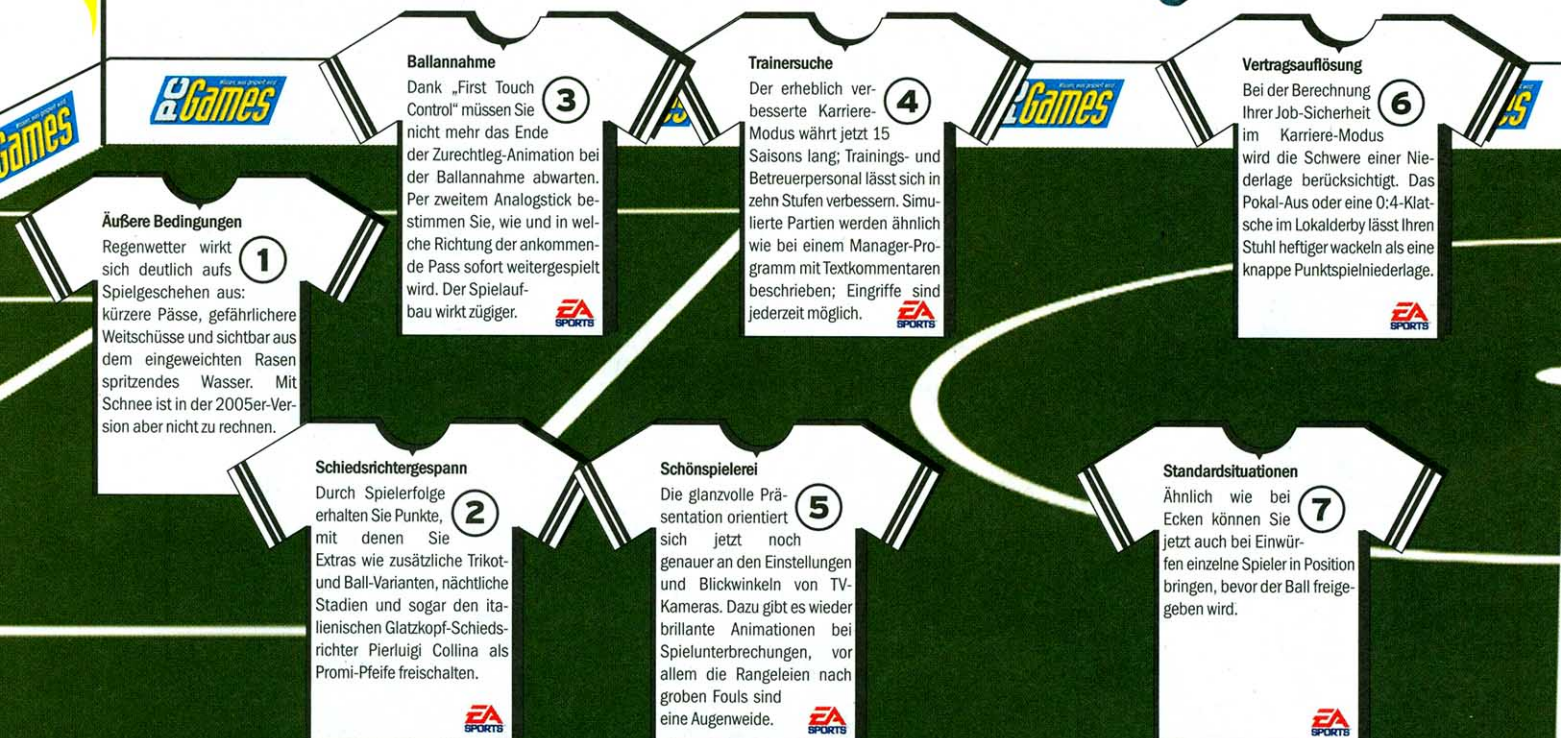 PC Games
Games
Games
Games
Äußere Bedingungen
1
Regenwetter wirkt
sich deutlich aufs
Spielgeschehen aus:
kürzere Pässe, gefährlichere
Weitschüsse und sichtbar aus
dem eingeweichten Rasen
spritzendes Wasser. Mit
Schnee ist in der 2005er-Ver-
sion aber nicht zu rechnen.
Schiedsrichtergespann
2
Durch Spielerfolge
erhalten Sie Punkte,
mit denen Sie
Extras wie zusätzliche Trikot-
und Ball-Varianten, nächtliche
Stadien und sogar den ita-
lienischen Glatzkopf-Schieds-
richter Pierluigi Collina als
Promi-Pfeife freischalten.
EA
SPORTS
Ballannahme
3
Dank „First Touch
Control“ müssen Sie
nicht mehr das Ende
der Zurechtleg-Animation bei
der Ballannahme abwarten.
Per zweitem Analogstick be-
stimmen Sie, wie und in wel-
che Richtung der ankommen-
de Pass sofort weitergespielt
wird. Der Spielauf-
bau wirkt zügiger.
EA
SPORTS
Trainersuche
4
Der erheblich ver-
besserte Karriere-
Modus währt jetzt 15
Saisons lang; Trainings- und
Betreuerpersonal lässt sich in
zehn Stufen verbessern. Simu-
lierte Partien werden ähnlich
wie bei einem Manager-Pro-
gramm mit Textkommentaren
beschrieben; Eingriffe sind
jederzeit möglich.
EA
SPORTS
Schönspielerei
5
Die glanzvolle Prä-
sentation orientiert
sich jetzt noch
genauer an den Einstellungen
und Blickwinkeln von TV-
Kameras. Dazu gibt es wieder
brillante Animationen bei
Spielunterbrechungen, vor
allem die Rangeleien nach
groben Fouls sind
eine Augenweide.
EA
SPORTS
Vertragsauflösung
6
Bei der Berechnung
Ihrer Job-Sicherheit
im Karriere-Modus
wird die Schwere einer Nie-
derlage berücksichtigt. Das
Pokal-Aus oder eine 0:4-Klat-
sche im Lokalderby lässt Ihren
Stuhl heftiger wackeln als eine
knappe Punktspielniederlage.
EA
SPORTS
Standardsituationen
7
Ähnlich wie bei
Ecken können Sie
jetzt auch bei Einwür-
fen einzelne Spieler in Position
bringen, bevor der Ball freige-
geben wird.
EA
SPORTS